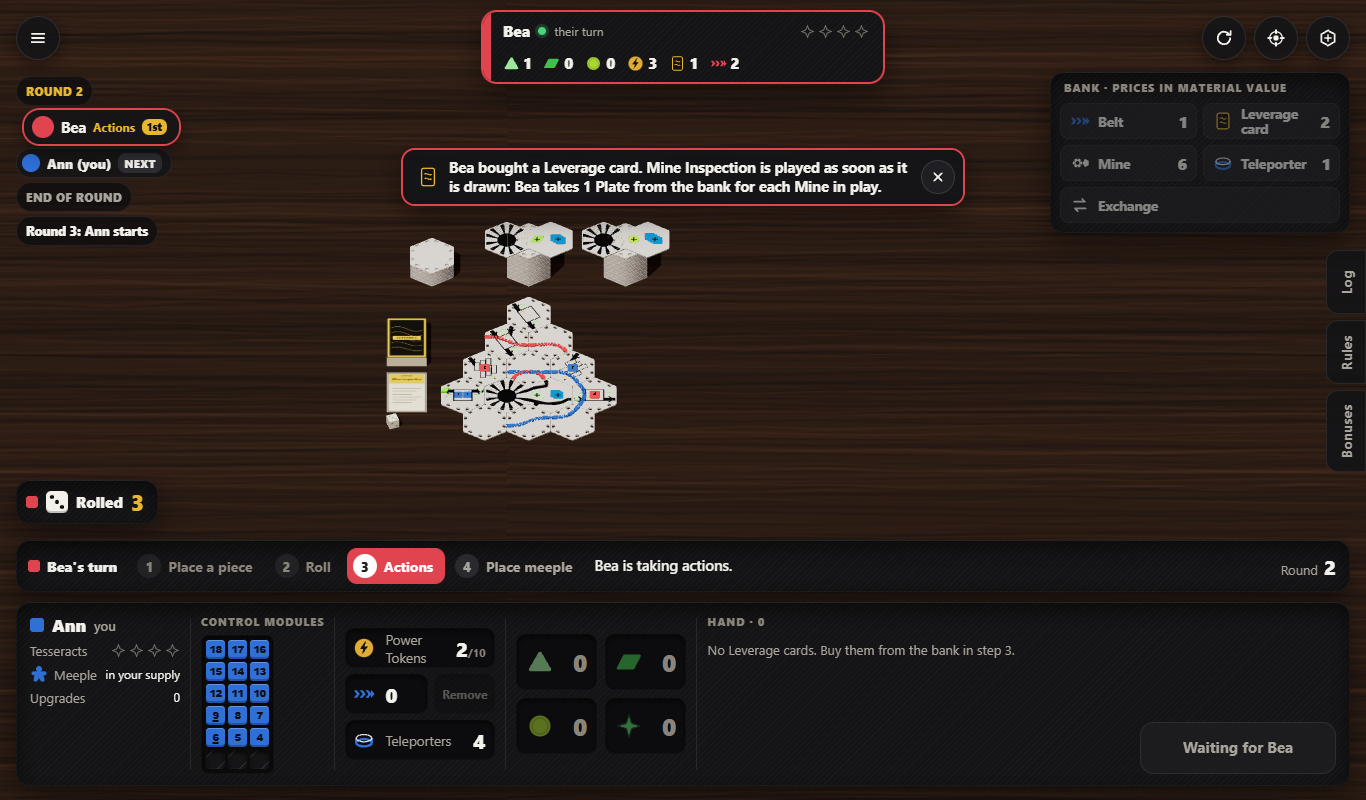 Bea their turn
1 0 0 3 1 2
ROUND 2
Bea Actions 1st
Ann (you) NEXT
END OF ROUND
Round 3: Ann starts
BANK · PRICES IN MATERIAL VALUE
Belt 1
Leverage card 2
Mine 6
Teleporter 1
Exchange
Bea bought a Leverage card. Mine Inspection is played as soon as it
is drawn: Bea takes 1 Plate from the bank for each Mine in play.
Log
Rules
Bonuses
Rolled 3
Bea's turn 1 Place a piece 2 Roll 3 Actions 4 Place meeple Bea is taking actions. Round 2
Ann you
Tesseracts
Meeple in your supply
Upgrades 0
CONTROL MODULES
18 17 16
15 14 13
12 11 10
9 8 7
6 5 4
Power
Tokens 2/10
0 Remove
Teleporters 4
0 0
0 0
HAND · 0
No Leverage cards. Buy them from the bank in step 3.
Waiting for Bea